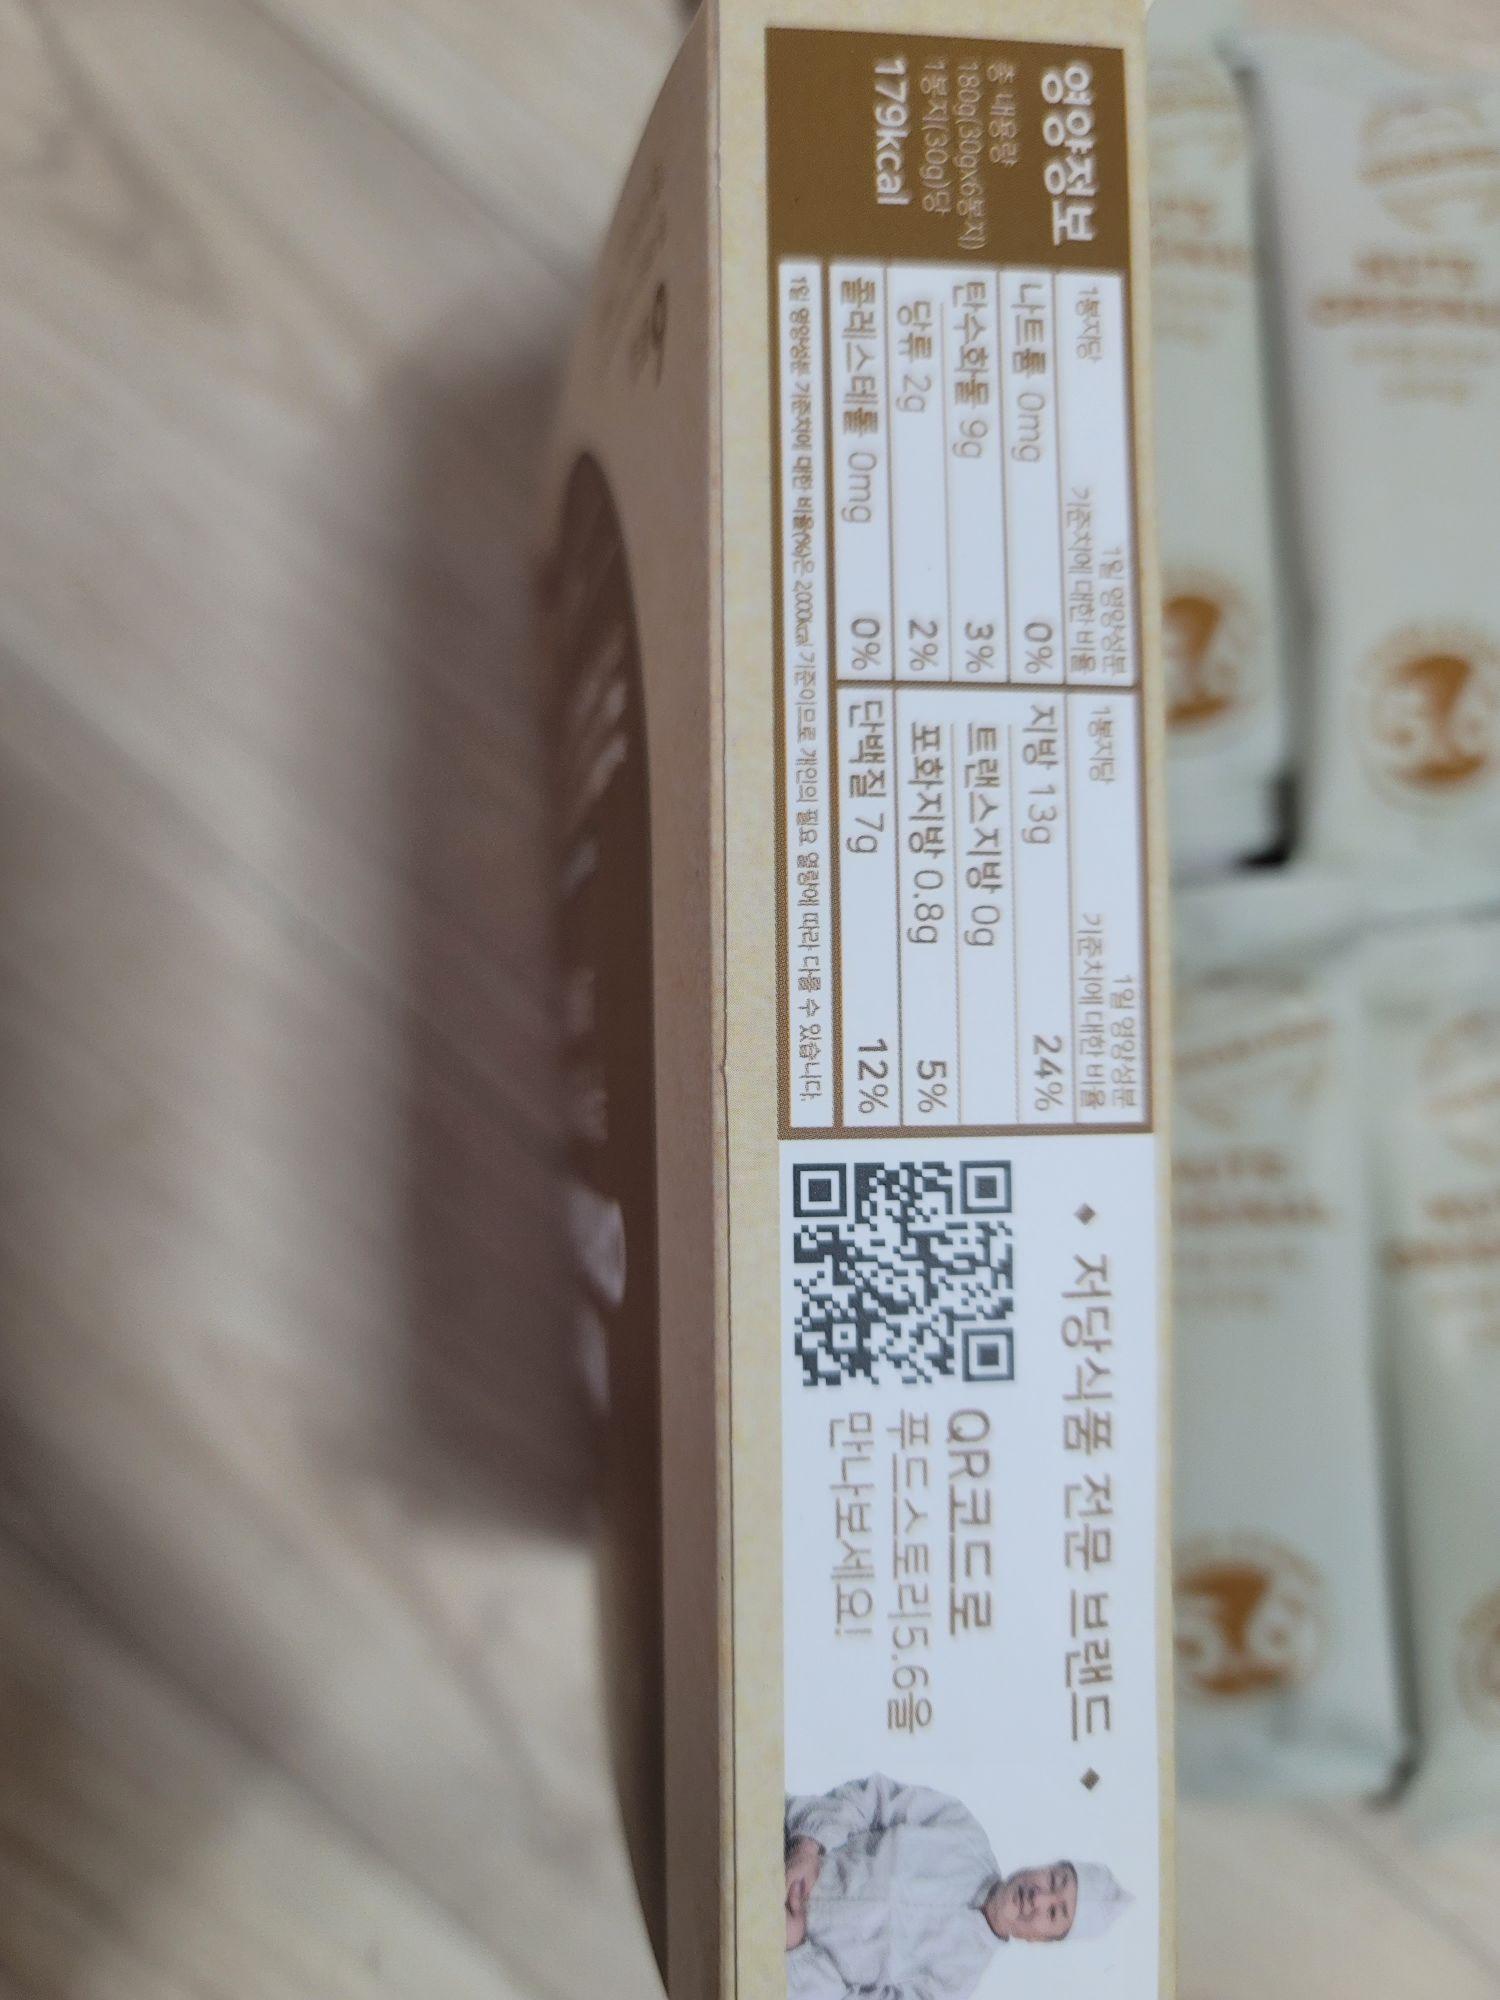 영양정보
총 내용량
180g(30gx6봉지)
1봉지(30g)당
179kcal
1봉지당 1일 영양성분
기준치에 대한 비율
나트륨 0mg 0%
탄수화물 9g 3%
당류 2g 2%
콜레스테롤 0mg 0%
1봉지당 1일 영양성분
기준치에 대한 비율
지방 13g 24%
트랜스지방 0g
포화지방 0.8g 5%
단백질 7g 12%
1일 영양성분 기준치에 대한 비율(%)은 2000kcal 기준이므로 개인의 필요 열량에 따라 다를 수 있습니다.
◆ 저당식품 전문 브랜드 ◆
QR코드로
푸드스토리5.6을
만나보세요!